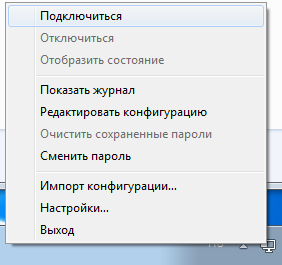 Подключиться
Отключиться
Отобразить состояние
Показать журнал
Редактировать конфигурацию
Очистить сохраненные пароли
Сменить пароль
Импорт конфигурации...
Настройки...
Выход